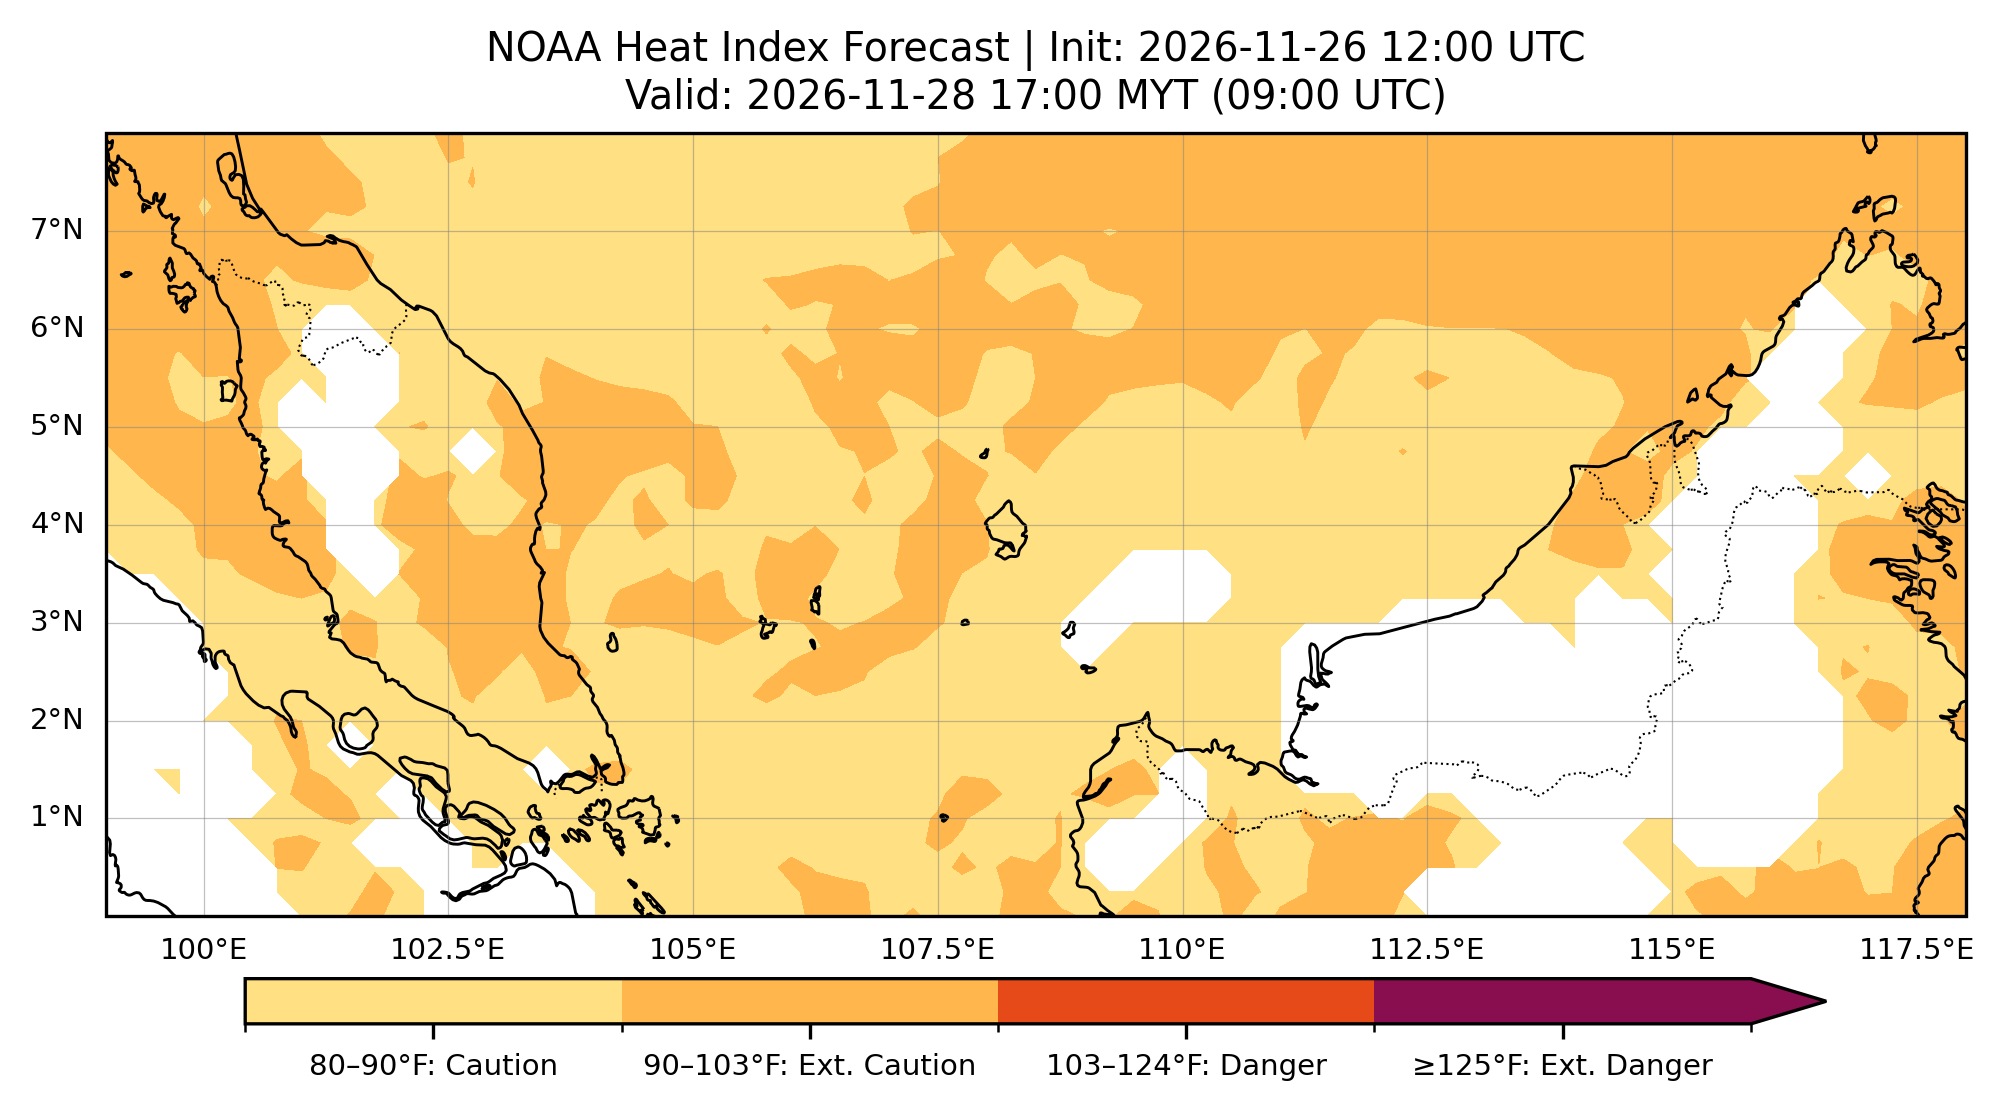 NOAA Heat Index Forecast | Init: 2026-11-26 12:00 UTC
Valid: 2026-11-28 17:00 MYT (09:00 UTC)
7°N
6°N
5°N
4°N
3°N
2°N
1°N
100°E
102.5°E
105°E
107.5°E
110°E
112.5°E
115°E
117.5°E
80–90°F: Caution
90–103°F: Ext. Caution
103–124°F: Danger
≥125°F: Ext. Danger